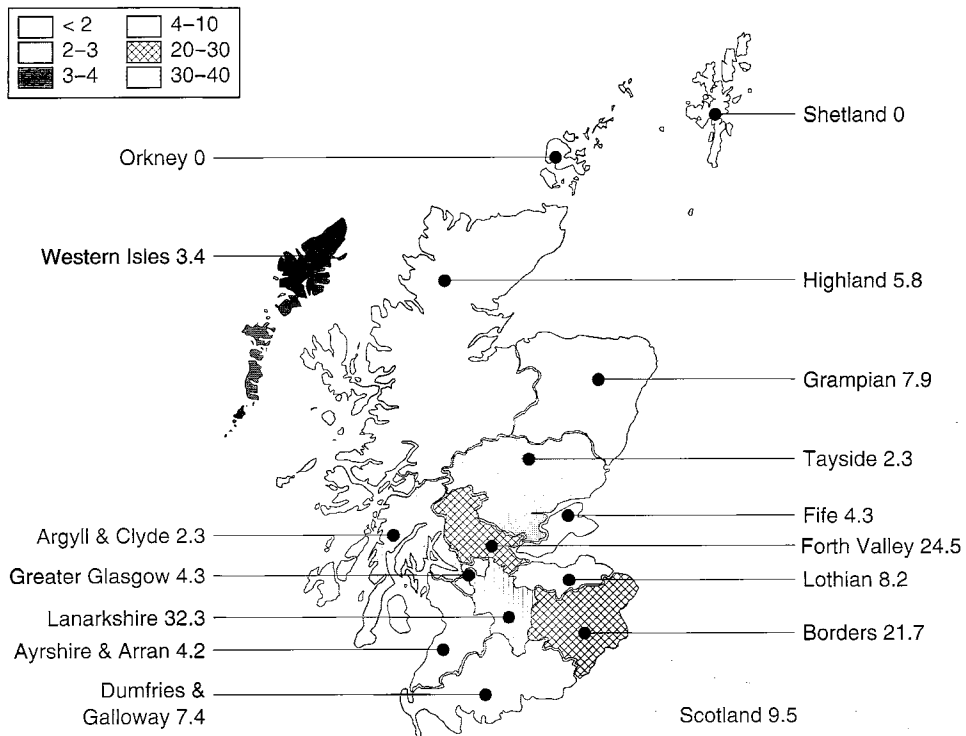 < 2
2–3
3–4
4–10
20–30
30–40
Shetland 0
Orkney 0
Western Isles 3.4
Highland 5.8
Grampian 7.9
Tayside 2.3
Fife 4.3
Argyll & Clyde 2.3
Forth Valley 24.5
Greater Glasgow 4.3
Lothian 8.2
Lanarkshire 32.3
Borders 21.7
Ayrshire & Arran 4.2
Dumfries &
Galloway 7.4
Scotland 9.5